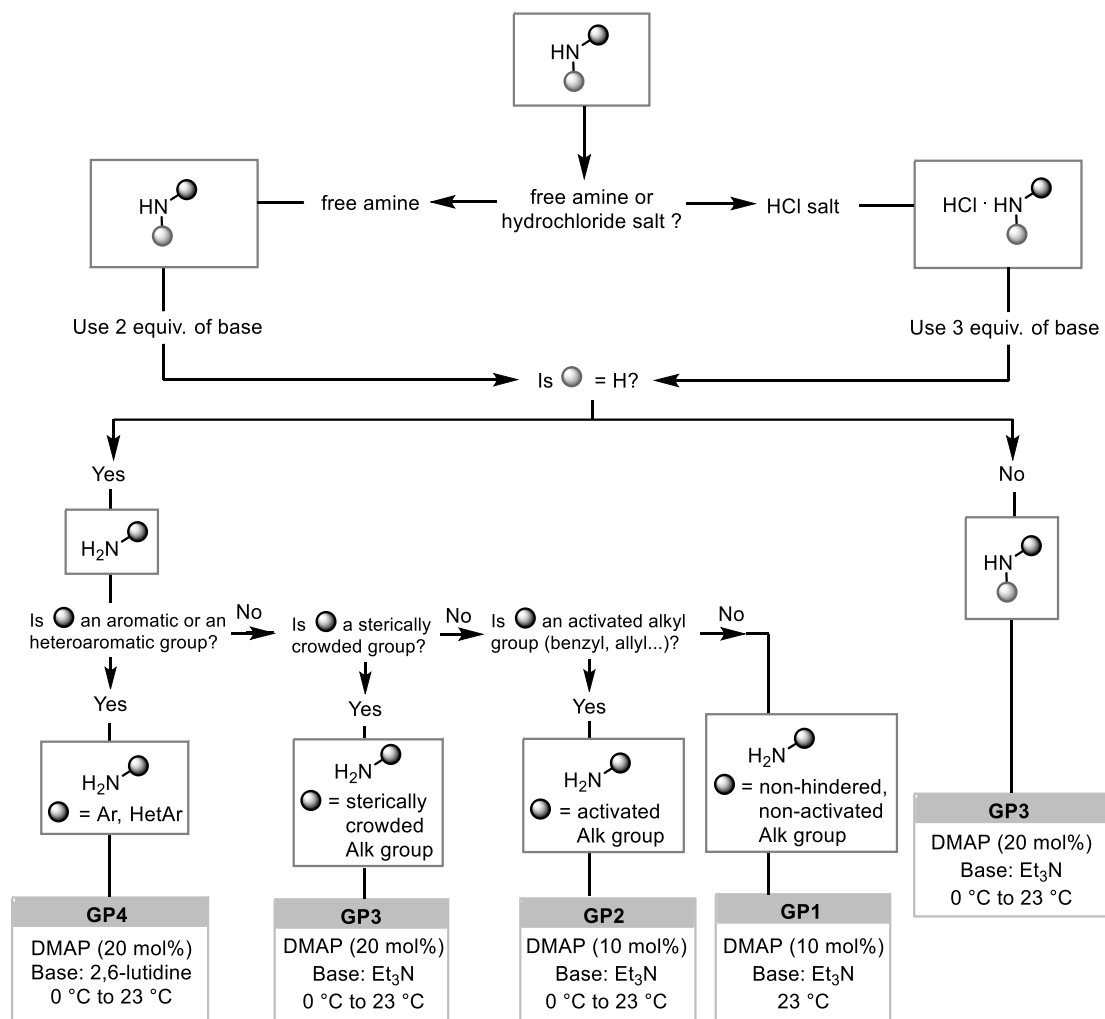 HN
HN
free amine
free amine or
hydrochloride salt ?
HCl salt
HCl · HN
Use 2 equiv. of base
Use 3 equiv. of base
Is = H?
Yes
No
H₂N
HN
Is an aromatic or an
heteroaromatic group?
No
Is a sterically
crowded group?
No
Is an activated alkyl
group (benzyl, allyl...)?
No
Yes
Yes
Yes
H₂N
= Ar, HetAr
H₂N
= sterically
crowded
Alk group
H₂N
= activated
Alk group
H₂N
= non-hindered,
non-activated
Alk group
GP3
DMAP (20 mol%)
Base: Et₃N
0 °C to 23 °C
GP4
DMAP (20 mol%)
Base: 2,6-lutidine
0 °C to 23 °C
GP3
DMAP (20 mol%)
Base: Et₃N
0 °C to 23 °C
GP2
DMAP (10 mol%)
Base: Et₃N
0 °C to 23 °C
GP1
DMAP (10 mol%)
Base: Et₃N
23 °C